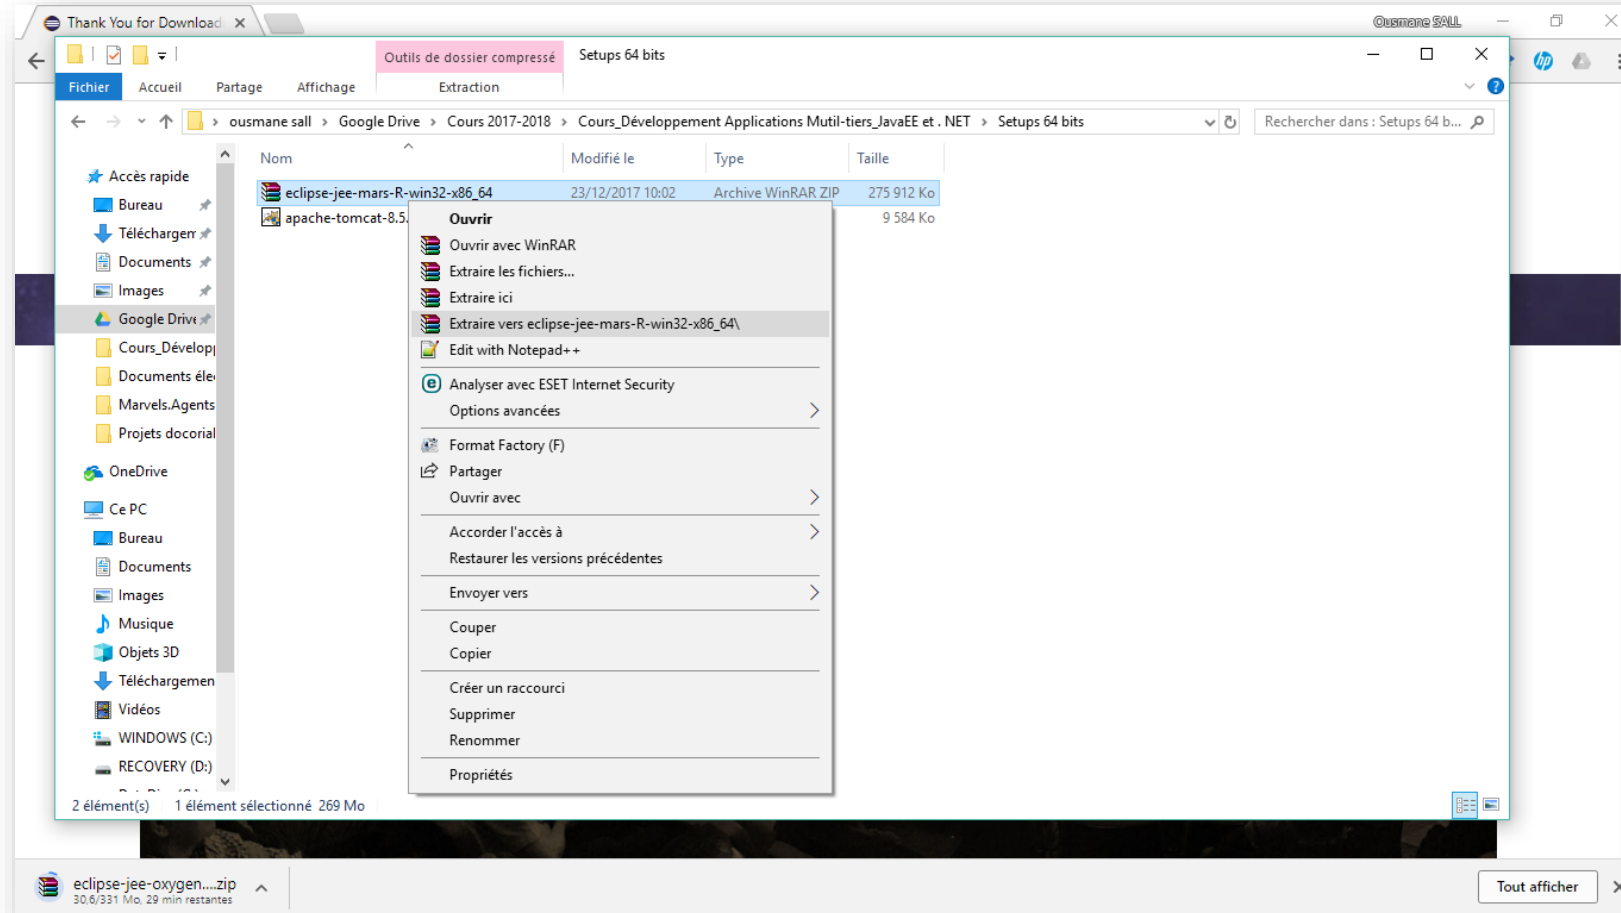 Thank You for Download
Ousmane SALL
Outils de dossier compressé
Setups 64 bits
Fichier
Accueil
Partage
Affichage
Extraction
ousmane sall > Google Drive > Cours 2017-2018 > Cours_Développement Applications Mutil-tiers_JavaEE et . NET > Setups 64 bits
Rechercher dans : Setups 64 b...
Nom
Modifié le
Type
Taille
eclipse-jee-mars-R-win32-x86_64
23/12/2017 10:02
Archive WinRAR ZIP
275 912 Ko
apache-tomcat-8.5.
9 584 Ko
Accès rapide
Bureau
Téléchargem
Documents
Images
Google Drive
Cours_Dévelop
Documents éle
Marvels.Agents
Projets docorial
OneDrive
Ce PC
Bureau
Documents
Images
Musique
Objets 3D
Téléchargemen
Vidéos
WINDOWS (C:)
RECOVERY (D:)
Ouvrir
Ouvrir avec WinRAR
Extraire les fichiers...
Extraire ici
Extraire vers eclipse-jee-mars-R-win32-x86_64\
Edit with Notepad++
Analyser avec ESET Internet Security
Options avancées
Format Factory (F)
Partager
Ouvrir avec
Accorder l'accès à
Restaurer les versions précédentes
Envoyer vers
Couper
Copier
Créer un raccourci
Supprimer
Renommer
Propriétés
2 élément(s)
1 élément sélectionné 269 Mo
eclipse-jee-oxygen....zip
30,6/331 Mo, 29 min restantes
Tout afficher